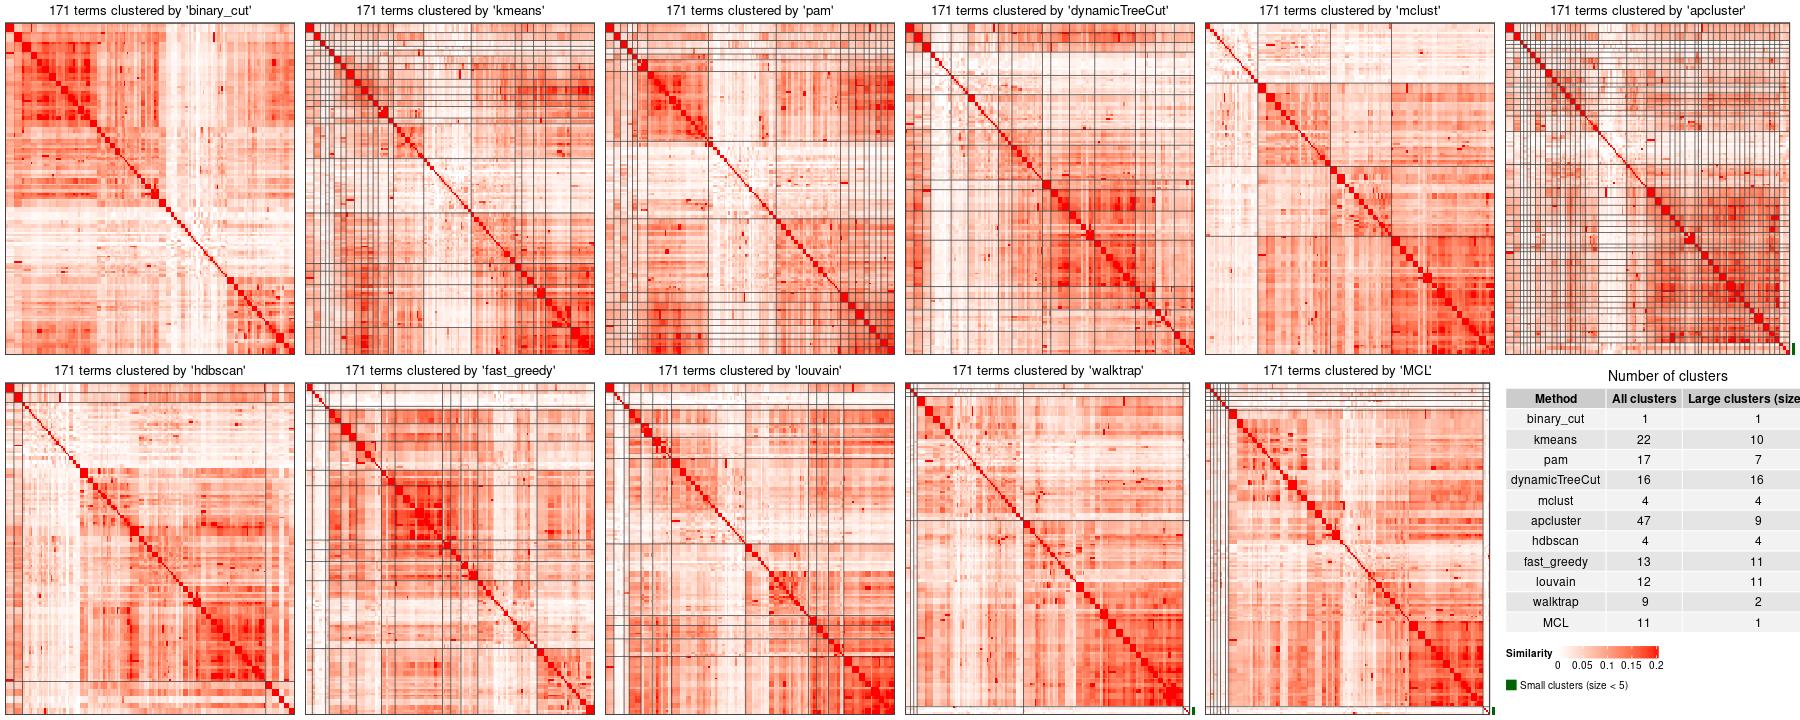 171 terms clustered by 'binary_cut'
171 terms clustered by 'kmeans'
171 terms clustered by 'pam'
171 terms clustered by 'dynamicTreeCut'
171 terms clustered by 'mclust'
171 terms clustered by 'apcluster'
171 terms clustered by 'hdbscan'
171 terms clustered by 'fast_greedy'
171 terms clustered by 'louvain'
171 terms clustered by 'walktrap'
171 terms clustered by 'MCL'
Number of clusters
Method All clusters Large clusters (size
binary_cut 1 1
kmeans 22 10
pam 17 7
dynamicTreeCut 16 16
mclust 4 4
apcluster 47 9
hdbscan 4 4
fast_greedy 13 11
louvain 12 11
walktrap 9 2
MCL 11 1
Similarity
0 0.05 0.1 0.15 0.2
Small clusters (size < 5)